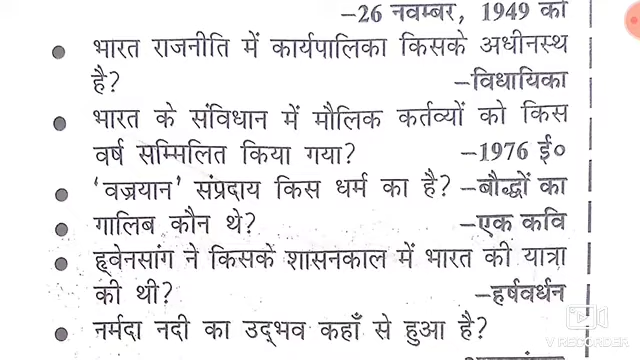 -26 नवम्बर, 1949 को
• भारत राजनीति में कार्यपालिका किसके अधीनस्थ
है? -विधायिका
• भारत के संविधान में मौलिक कर्तव्यों को किस
वर्ष सम्मिलित किया गया? -1976 ई०
• 'वज्रयान' संप्रदाय किस धर्म का है? -बौद्धों का
• गालिब कौन थे? -एक कवि
• ह्वेनसांग ने किसके शासनकाल में भारत की यात्रा
की थी? -हर्षवर्धन
• नर्मदा नदी का उद्भव कहाँ से हुआ है?
V RECORDER